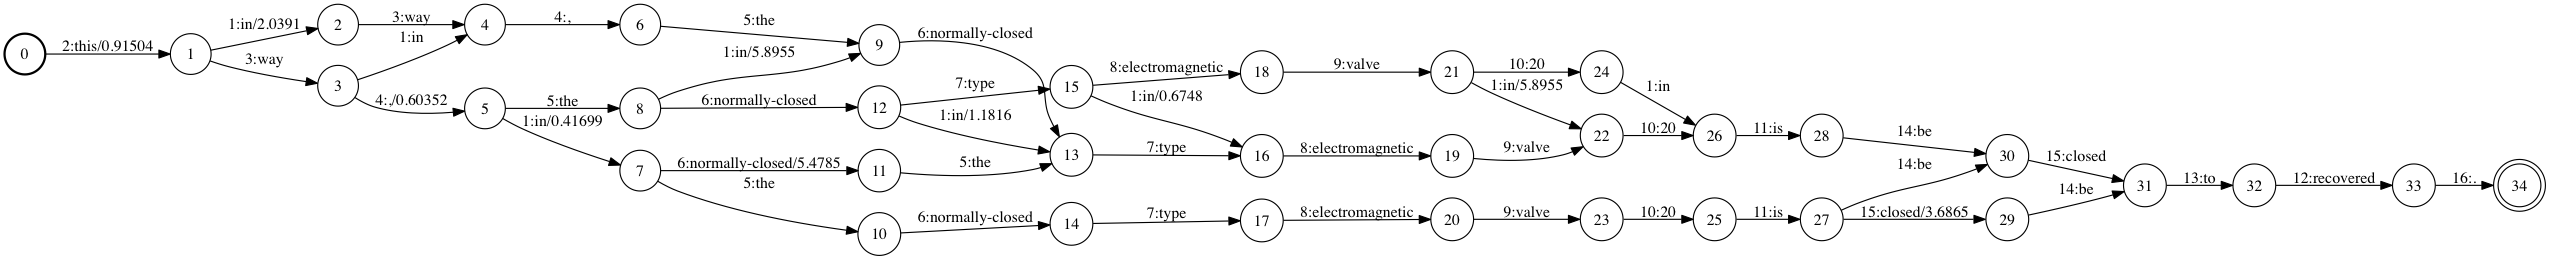 0
2:this/0.91504
1
1:in/2.0391
2
3:way
4
4:,
6
5:the
9
6:normally-closed
3:way
3
1:in
4:,/0.60352
5
5:the
1:in/0.41699
8
1:in/5.8955
6:normally-closed
12
7:type
1:in/1.1816
15
8:electromagnetic
1:in/0.6748
18
9:valve
21
10:20
1:in/5.8955
24
1:in
7
6:normally-closed/5.4785
5:the
11
5:the
13
7:type
16
8:electromagnetic
19
9:valve
22
10:20
26
11:is
28
14:be
30
15:closed
10
6:normally-closed
14
7:type
17
8:electromagnetic
20
9:valve
23
10:20
25
11:is
27
14:be
15:closed/3.6865
29
14:be
31
13:to
32
12:recovered
33
16:.
34